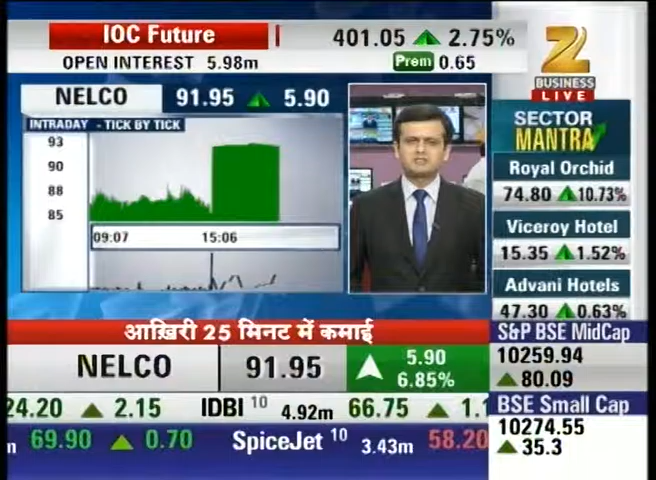 IOC Future
401.05 2.75%
OPEN INTEREST 5.98m
Prem 0.65
Z
BUSINESS
LIVE
NELCO 91.95 5.90
INTRADAY - TICK BY TICK
93
90
88
85
09:07 15:06
SECTOR
MANTRA
Royal Orchid
74.80 10.73%
Viceroy Hotel
15.35 1.52%
Advani Hotels
47.30 0.63%
आख़िरी 25 मिनट में कमाई
NELCO 91.95 5.90
6.85%
S&P BSE MidCap
10259.94
80.09
BSE Small Cap
10274.55
35.3
24.20 2.15 IDBI 10 4.92m 66.75 1.1
m 69.90 0.70 SpiceJet 10 3.43m 58.20